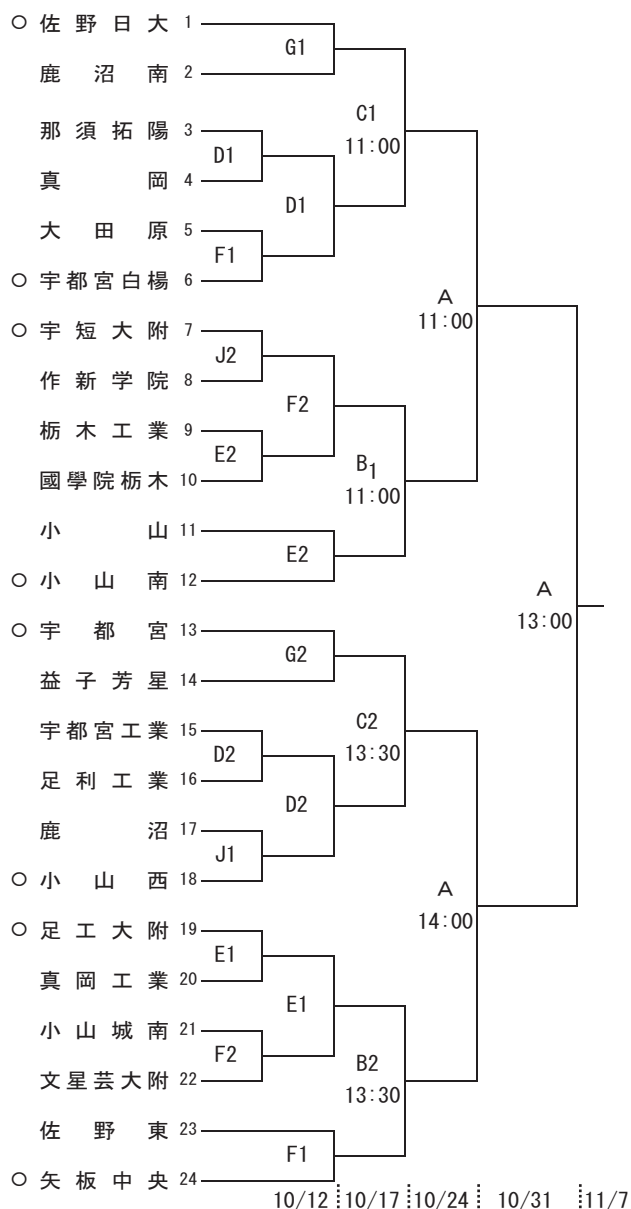 ○ 佐野日大 1
G1
鹿沼南 2
C1
11:00
那須拓陽 3
D1
真岡 4
D1
大田原 5
F1
○ 宇都宮白楊 6
A
11:00
○ 宇短大附 7
J2
作新学院 8
F2
栃木工業 9
E2
國學院栃木 10
B1
11:00
小山 11
E2
○ 小山南 12
A
13:00
○ 宇都宮 13
G2
益子芳星 14
C2
13:30
宇都宮工業 15
D2
足利工業 16
D2
鹿沼 17
J1
○ 小山西 18
A
14:00
○ 足工大附 19
E1
真岡工業 20
E1
小山城南 21
F2
文星芸大附 22
B2
13:30
佐野東 23
F1
○ 矢板中央 24
10/12 10/17 10/24 10/31 11/7